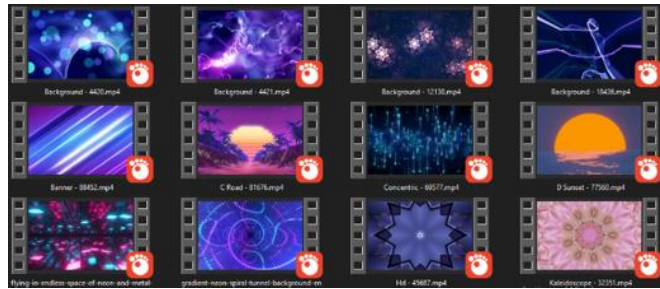 Background - 4420.mp4
Background - 4421.mp4
Background - 12138.mp4
Background - 18436.mp4
Banner - 88452.mp4
C Road - 81676.mp4
Concentric - 69577.mp4
D Sunset - 77560.mp4
flying-in-endless-space-of-neon-and-metal-
gradient-neon-spiral-tunnel-background-en
Hd - 49687.mp4
Kaleidoscope - 32351.mp4